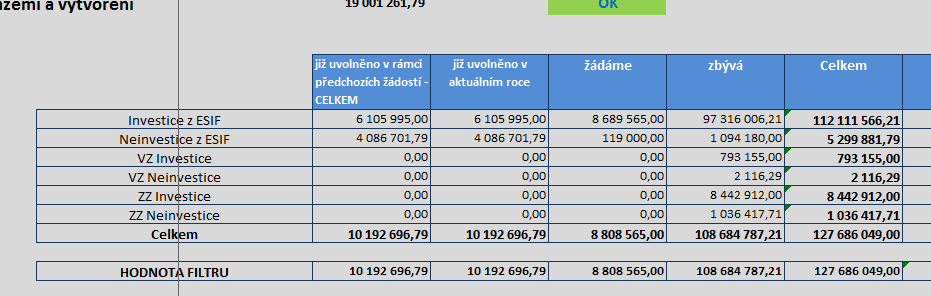 ázemí a vytvoření 19 001 261,79 OK
již uvolněno v rámci předchozích žádostí - CELKEM již uvolněno v aktuálním roce žádáme zbývá Celkem
Investice z ESIF 6 105 995,00 6 105 995,00 8 689 565,00 97 316 006,21 112 111 566,21
Neinvestice z ESIF 4 086 701,79 4 086 701,79 119 000,00 1 094 180,00 5 299 881,79
VZ Investice 0,00 0,00 0,00 793 155,00 793 155,00
VZ Neinvestice 0,00 0,00 0,00 2 116,29 2 116,29
ZZ Investice 0,00 0,00 0,00 8 442 912,00 8 442 912,00
ZZ Neinvestice 0,00 0,00 0,00 1 036 417,71 1 036 417,71
Celkem 10 192 696,79 10 192 696,79 8 808 565,00 108 684 787,21 127 686 049,00
HODNOTA FILTRU 10 192 696,79 10 192 696,79 8 808 565,00 108 684 787,21 127 686 049,00